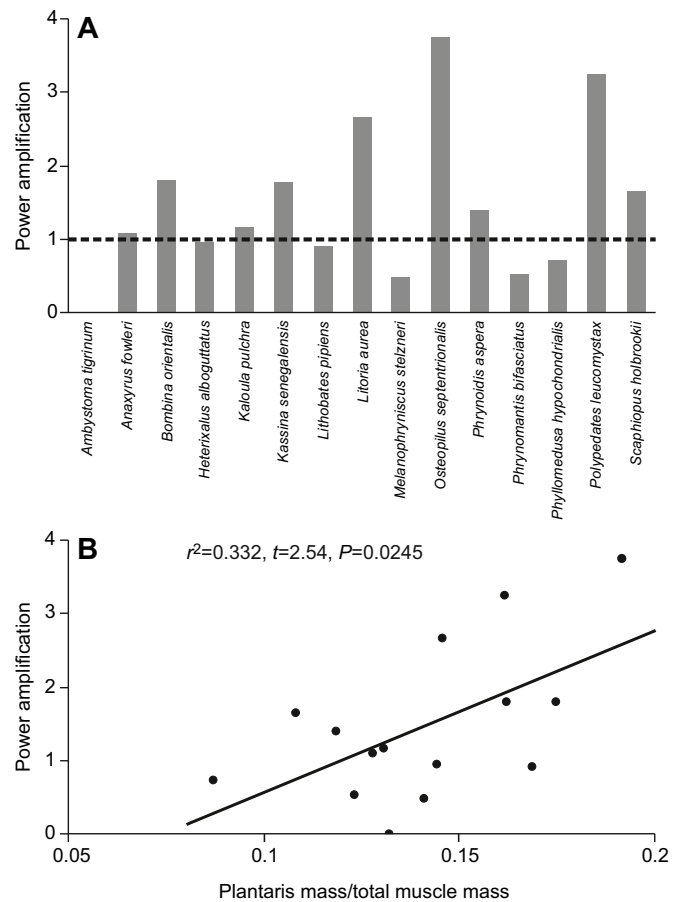 A
Power amplification
4
3
2
1
0
Ambystoma tigrinum
Anaxyrus fowleri
Bombina orientalis
Heterixalus alboguttatus
Kaloula pulchra
Kassina senegalensis
Lithobates pipiens
Litoria aurea
Melanophryniscus stelzneri
Osteopilus septentrionalis
Phrynoidis aspera
Phrynomantis bifasciatus
Phyllomedusa hypochondrialis
Polypedates leucomystax
Scaphiopus holbrookii
B
r²=0.332, t=2.54, P=0.0245
Power amplification
4
3
2
1
0
0.05 0.1 0.15 0.2
Plantaris mass/total muscle mass